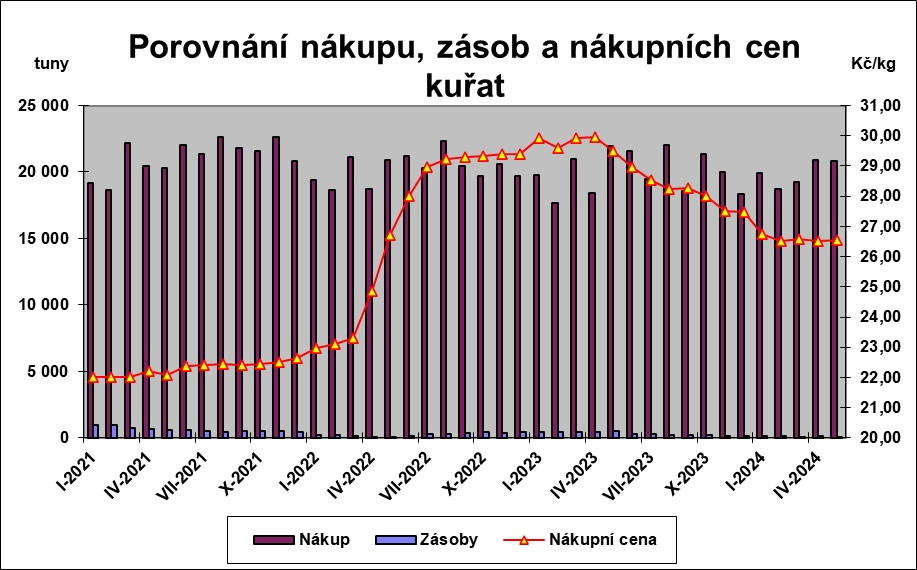 Porovnání nákupu, zásob a nákupních cen
kuřat
tuny
Kč/kg
25 000
20 000
15 000
10 000
5 000
0
31,00
30,00
29,00
28,00
27,00
26,00
25,00
24,00
23,00
22,00
21,00
20,00
I-2021
IV-2021
VII-2021
X-2021
I-2022
IV-2022
VII-2022
X-2022
I-2023
IV-2023
VII-2023
X-2023
I-2024
IV-2024
Nákup
Zásoby
Nákupní cena